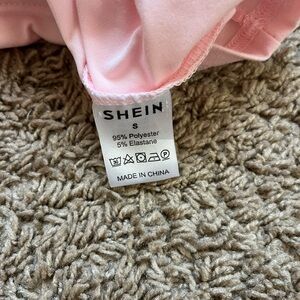 SHEIN
S
95% Polyester
5% Elastane
MADE IN CHINA